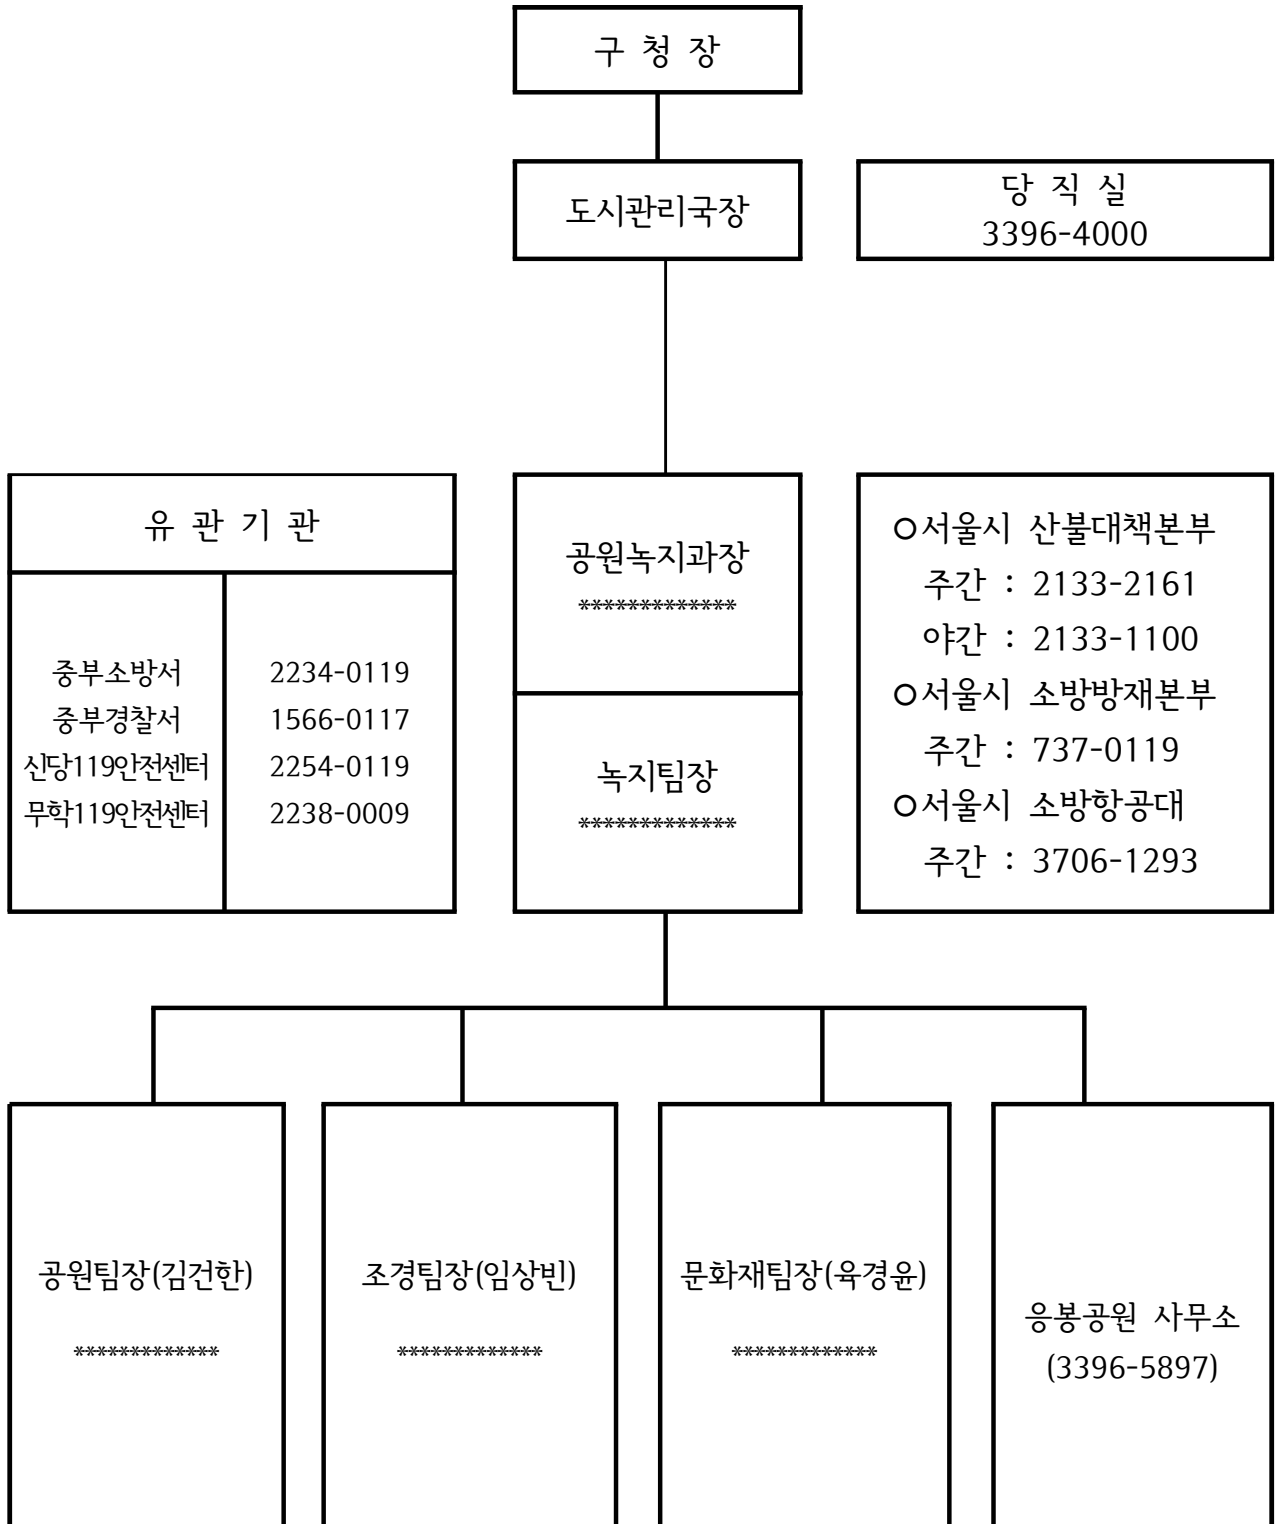 구 청 장
도시관리국장
당 직 실
3396-4000
유 관 기 관
중부소방서 2234-0119
중부경찰서 1566-0117
신당119안전센터 2254-0119
무학119안전센터 2238-0009
공원녹지과장
*************
녹지팀장
*************
○서울시 산불대책본부
주간 : 2133-2161
야간 : 2133-1100
○서울시 소방방재본부
주간 : 737-0119
○서울시 소방항공대
주간 : 3706-1293
공원팀장(김건한)
*************
조경팀장(임상빈)
*************
문화재팀장(육경윤)
*************
응봉공원 사무소
(3396-5897)